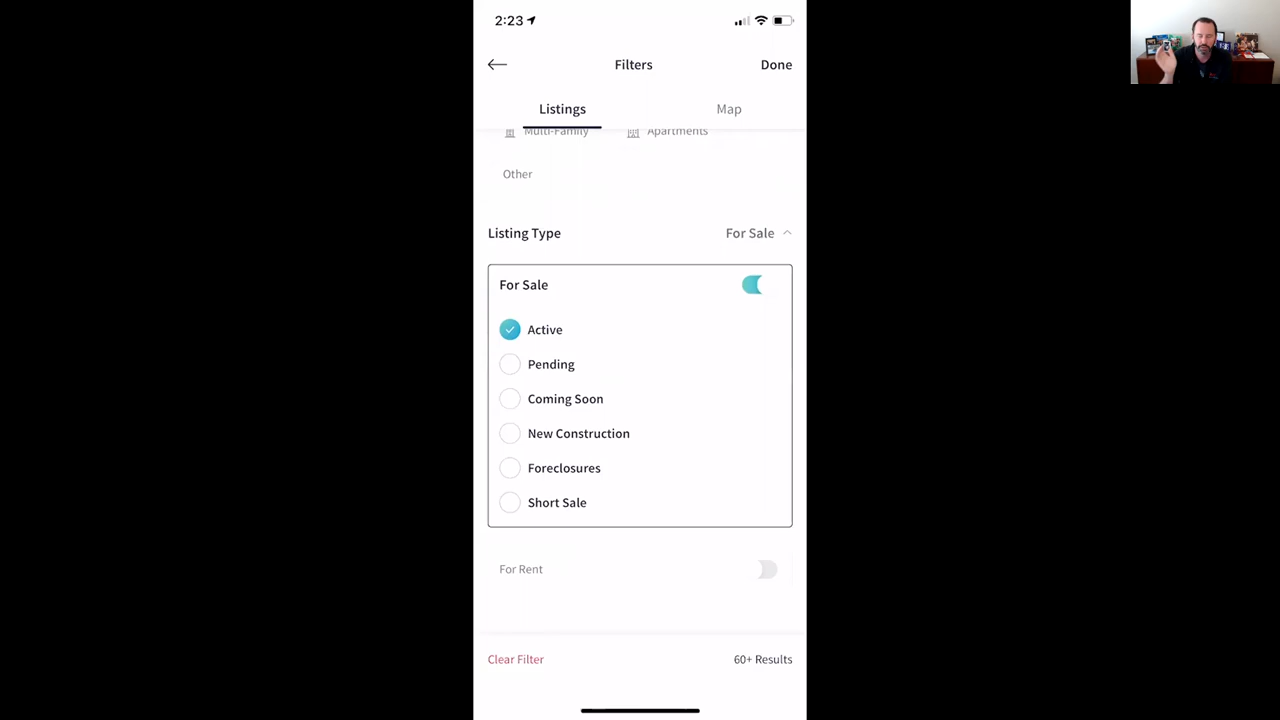 2:23
Filters
Done
Listings
Map
Multi-Family
Apartments
Other
Listing Type
For Sale
For Sale
Active
Pending
Coming Soon
New Construction
Foreclosures
Short Sale
For Rent
Clear Filter
60+ Results